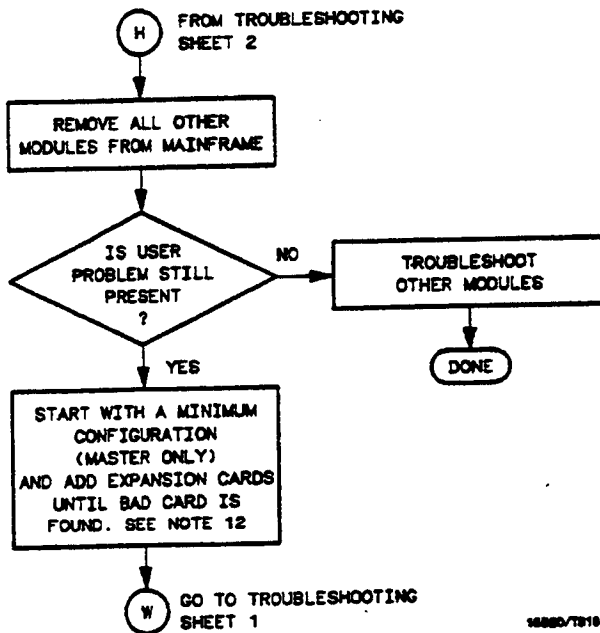 H
FROM TROUBLESHOOTING
SHEET 2
REMOVE ALL OTHER
MODULES FROM MAINFRAME
IS USER
PROBLEM STILL
PRESENT
?
NO
TROUBLESHOOT
OTHER MODULES
DONE
YES
START WITH A MINIMUM
CONFIGURATION
(MASTER ONLY)
AND ADD EXPANSION CARDS
UNTIL BAD CARD IS
FOUND. SEE NOTE 12
W
GO TO TROUBLESHOOTING
SHEET 1